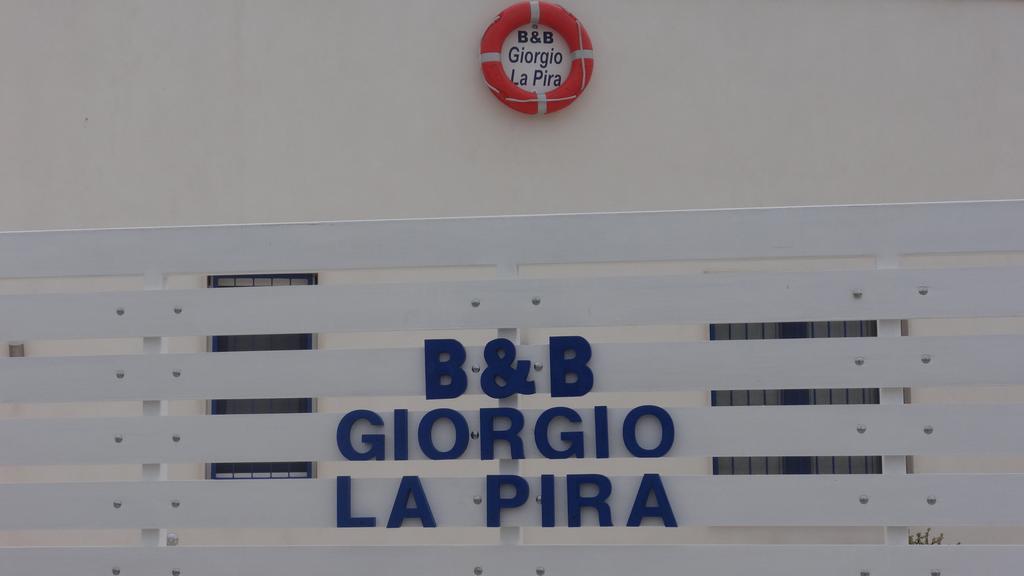 B&B
Giorgio
La Pira
B&B
GIORGIO
LA PIRA